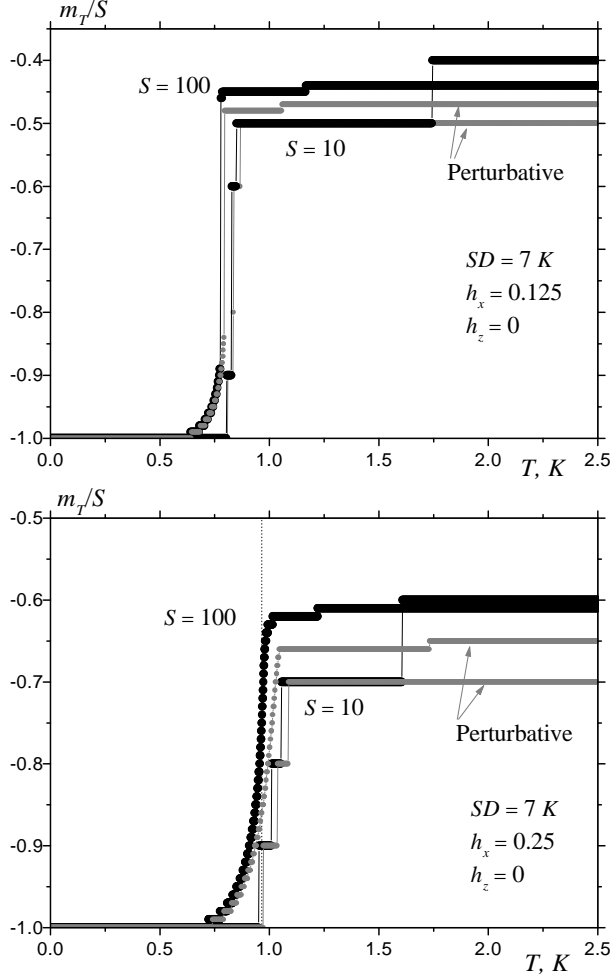 m_T/S
-0.4
S = 100
-0.5
S = 10
Perturbative
-0.6
SD = 7 K
-0.7
h_x = 0.125
h_z = 0
-0.8
-0.9
-1.0
0.0 0.5 1.0 1.5 2.0 2.5
T, K
m_T/S
-0.5
-0.6
S = 100
-0.7
S = 10
Perturbative
-0.8
SD = 7 K
h_x = 0.25
-0.9
h_z = 0
-1.0
0.0 0.5 1.0 1.5 2.0 2.5
T, K